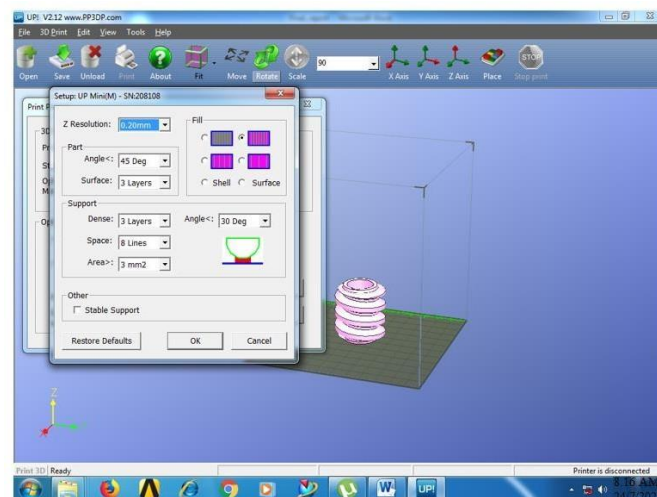 UP! V2.12 www.PP3DP.com
File 3D Print Edit View Tools Help
Open Save Unload Print About Fit Move Rotate Scale 90 X Axis Y Axis Z Axis Place Stop print
STOP
Setup: UP Mini(M) - SN:208108
Print P
Z Resolution: 0.20mm
Fill
Part
Angle<: 45 Deg
Surface: 3 Layers
Shell Surface
Support
Dense: 3 Layers Angle<: 30 Deg
Space: 8 Lines
Area>: 3 mm2
Other
Stable Support
Restore Defaults OK Cancel
Z
Print 3D Ready
Printer is disconnected
UP!
8.16 AM